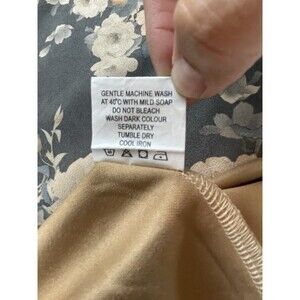 GENTLE MACHINE WASH
AT 40°C WITH MILD SOAP
DO NOT BLEACH
WASH DARK COLOUR
SEPARATELY
TUMBLE DRY
COOL IRON